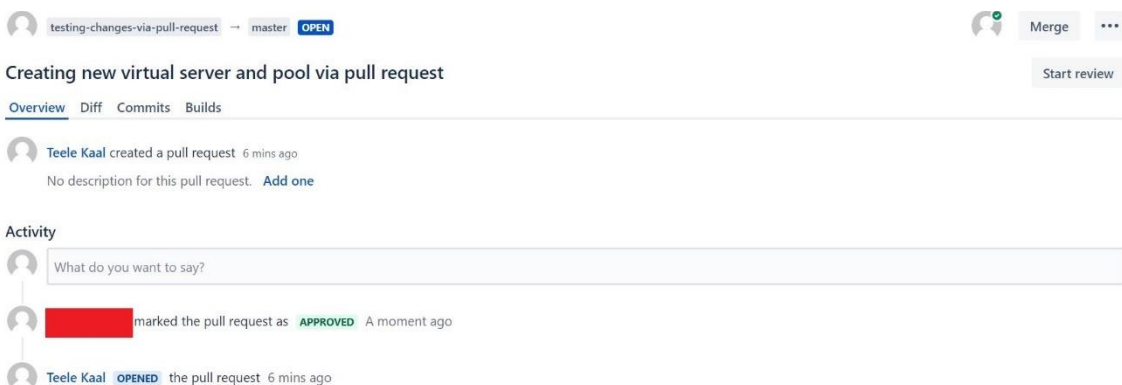 testing-changes-via-pull-request → master OPEN
Merge ...
Creating new virtual server and pool via pull request
Start review
Overview Diff Commits Builds
Teele Kaal created a pull request 6 mins ago
No description for this pull request. Add one
Activity
What do you want to say?
marked the pull request as APPROVED A moment ago
Teele Kaal OPENED the pull request 6 mins ago